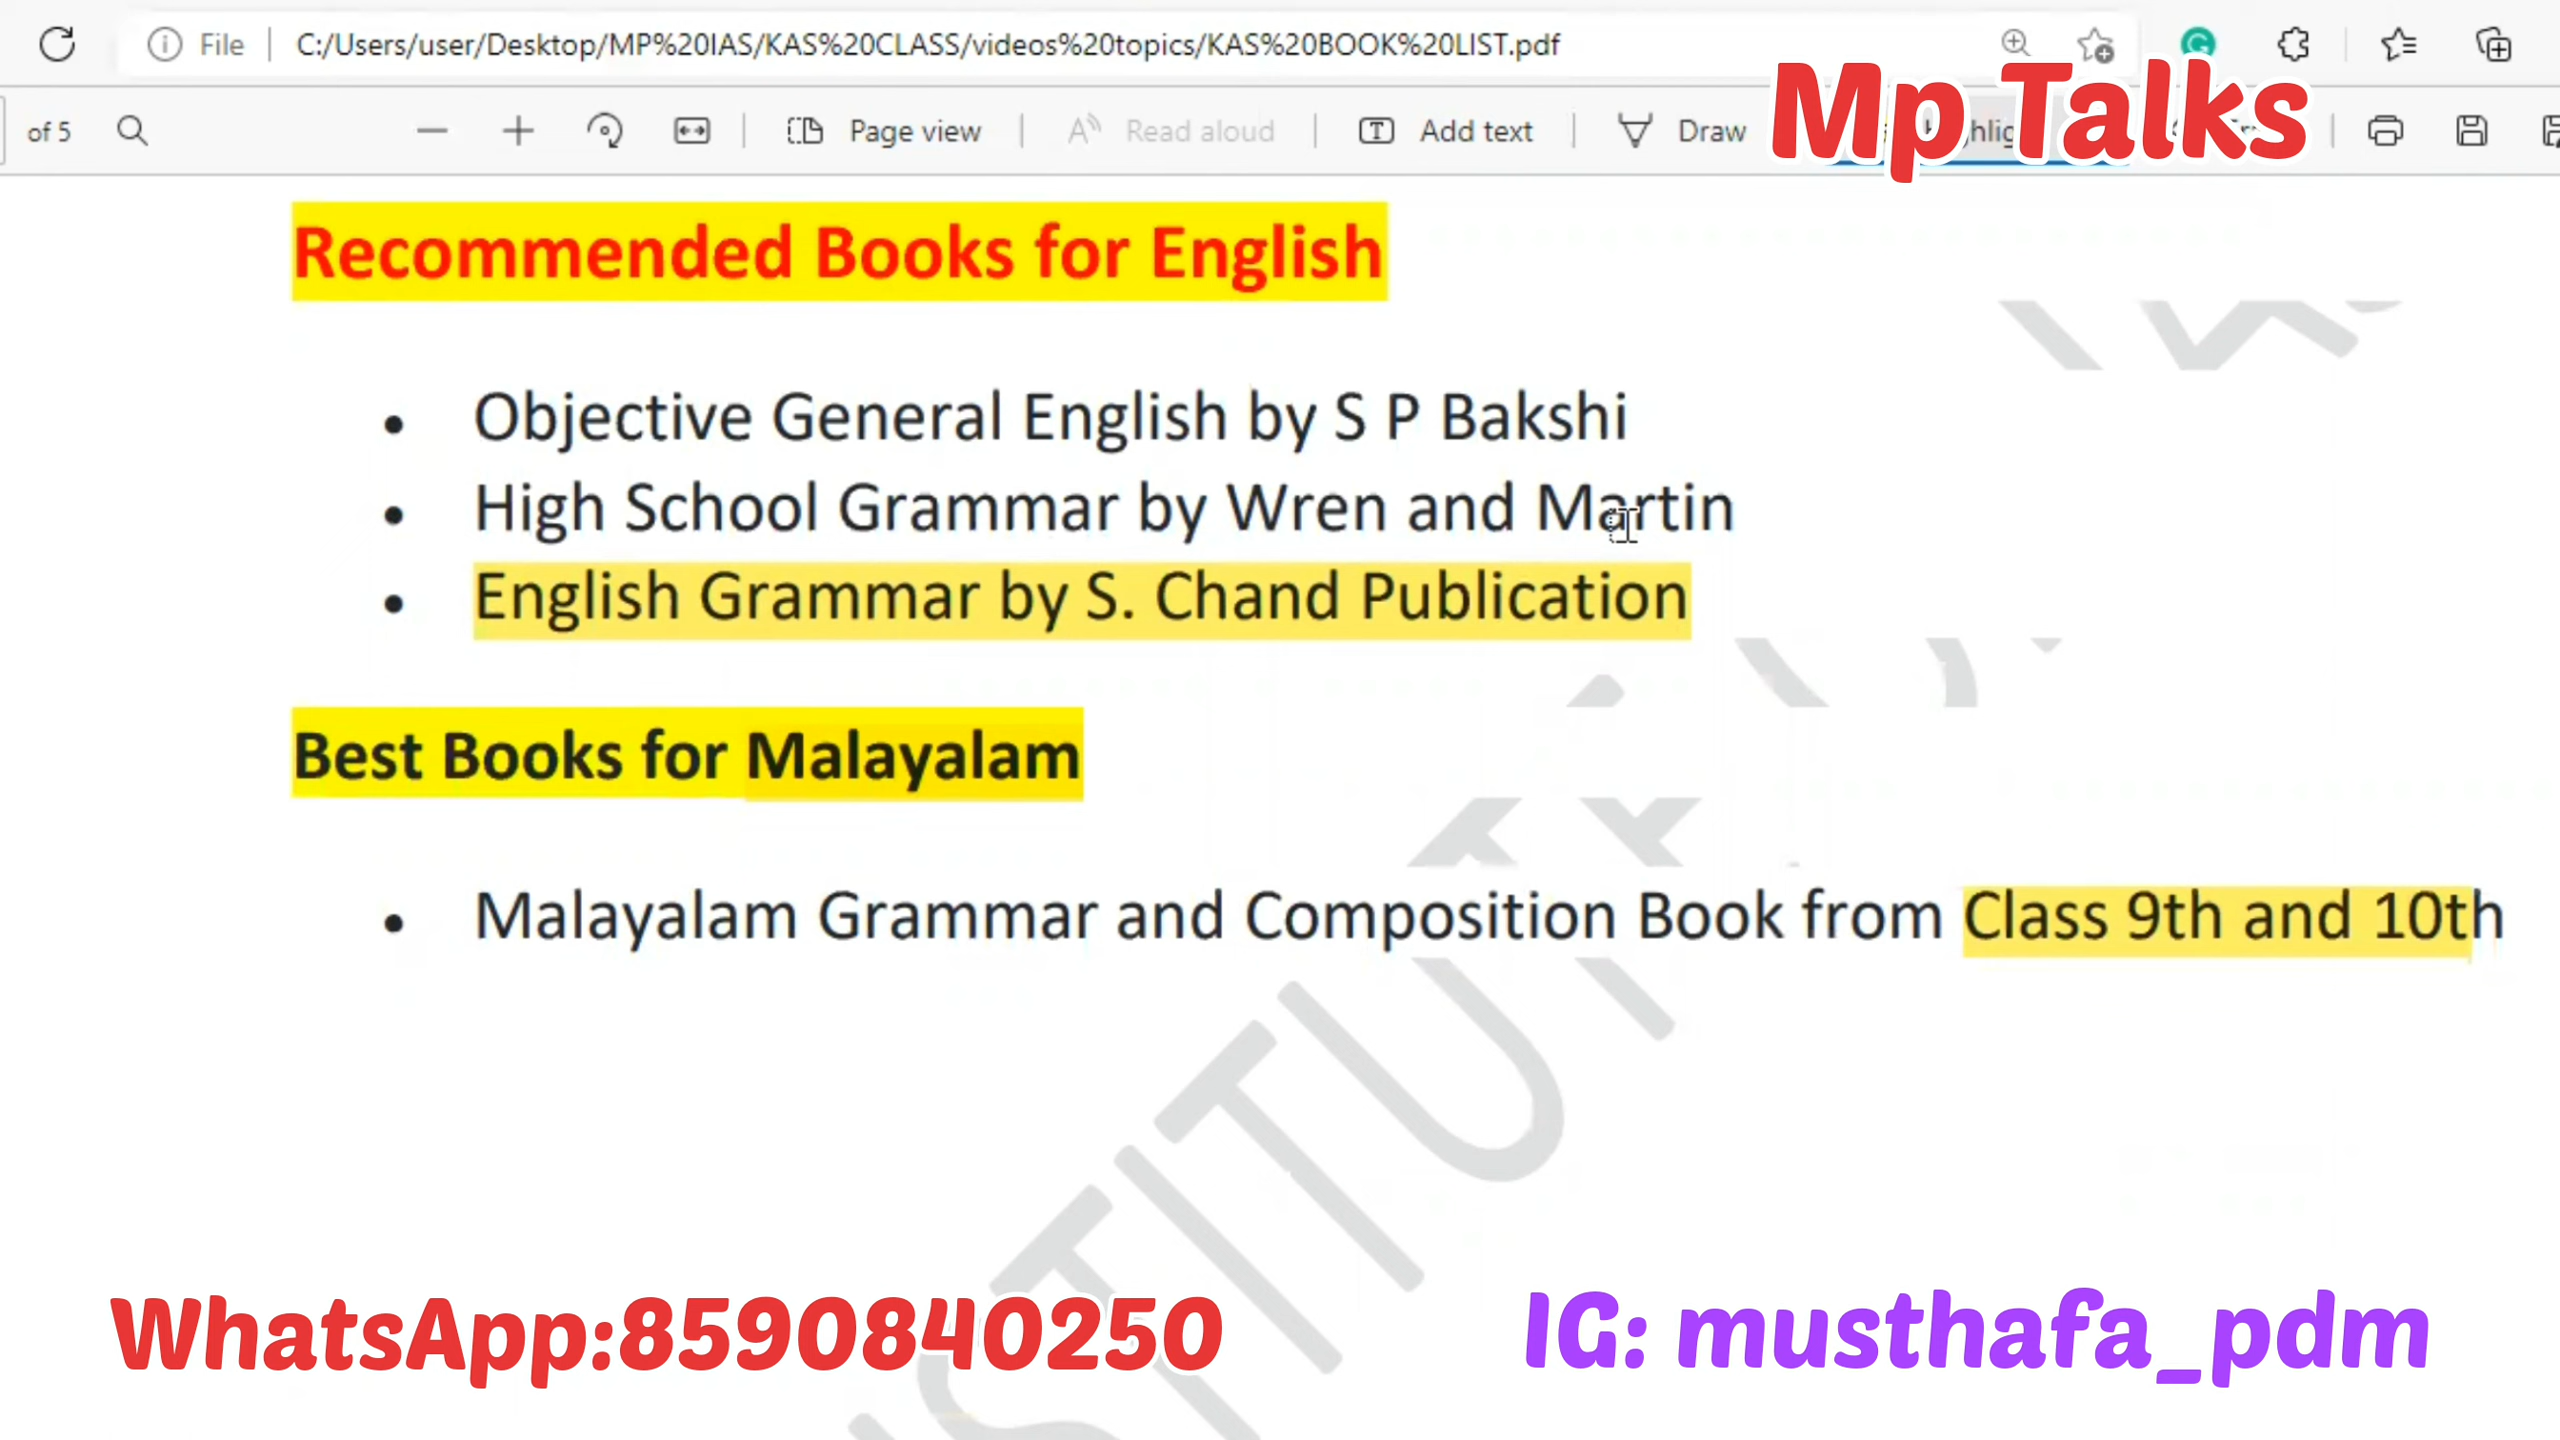 File | C:/Users/user/Desktop/MP%20IAS/KAS%20CLASS/videos%20topics/KAS%20BOOK%20LIST.pdf
Mp Talks
of 5
Page view
Read aloud
Add text
Draw
Recommended Books for English
• Objective General English by S P Bakshi
• High School Grammar by Wren and Martin
• English Grammar by S. Chand Publication
Best Books for Malayalam
• Malayalam Grammar and Composition Book from Class 9th and 10th
WhatsApp:8590840250
IG: musthafa_pdm